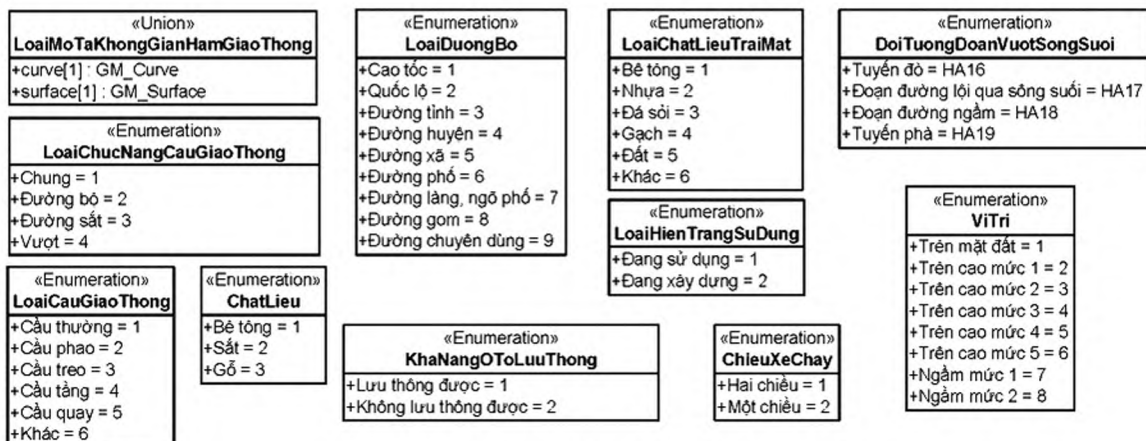 «Union»
LoaiMoTaKhongGianHamGiaoThong
+curve[1] : GM_Curve
+surface[1] : GM_Surface
«Enumeration»
LoaiChucNangCauGiaoThong
+Chung = 1
+Đường bộ = 2
+Đường sắt = 3
+Vượt = 4
«Enumeration»
LoaiCauGiaoThong
+Cầu thường = 1
+Cầu phao = 2
+Cầu treo = 3
+Cầu tầng = 4
+Cầu quay = 5
+Khác = 6
«Enumeration»
ChatLieu
+Bê tông = 1
+Sắt = 2
+Gỗ = 3
«Enumeration»
LoaiDuongBo
+Cao tốc = 1
+Quốc lộ = 2
+Đường tỉnh = 3
+Đường huyện = 4
+Đường xã = 5
+Đường phố = 6
+Đường làng, ngõ phố = 7
+Đường gom = 8
+Đường chuyên dùng = 9
«Enumeration»
KhaNangOToLuuThong
+Lưu thông được = 1
+Không lưu thông được = 2
«Enumeration»
LoaiChatLieuTraiMat
+Bê tông = 1
+Nhựa = 2
+Đá sỏi = 3
+Gạch = 4
+Đất = 5
+Khác = 6
«Enumeration»
LoaiHienTrangSuDung
+Đang sử dụng = 1
+Đang xây dựng = 2
«Enumeration»
ChieuXeChay
+Hai chiều = 1
+Một chiều = 2
«Enumeration»
DoiTuongDoanVuotSongSuoi
+Tuyến đò = HA16
+Đoạn đường lội qua sông suối = HA17
+Đoạn đường ngầm = HA18
+Tuyến phà = HA19
«Enumeration»
ViTri
+Trên mặt đất = 1
+Trên cao mức 1 = 2
+Trên cao mức 2 = 3
+Trên cao mức 3 = 4
+Trên cao mức 4 = 5
+Trên cao mức 5 = 6
+Ngầm mức 1 = 7
+Ngầm mức 2 = 8